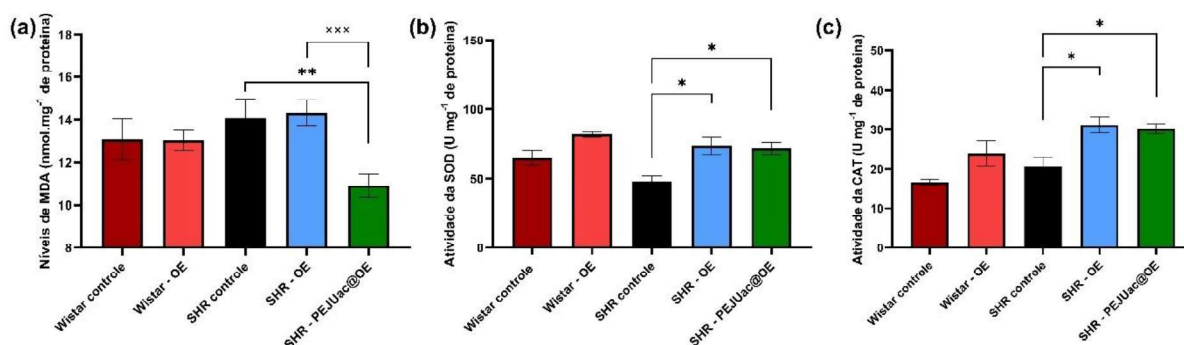 (a)
Níveis de MDA (nmol.mg⁻¹ de proteína)
18
16
14
12
10
8
×××
**
Wistar controle
Wistar - OE
SHR controle
SHR - OE
SHR - PEJUac@OE
(b)
Atividade da SOD (U mg⁻¹ de proteína)
150
100
50
0
*
*
Wistar controle
Wistar - OE
SHR controle
SHR - OE
SHR - PEJUac@OE
(c)
Atividade da CAT (U mg⁻¹ de proteína)
50
40
30
20
10
0
*
*
Wistar controle
Wistar - OE
SHR controle
SHR - OE
SHR - PEJUac@OE